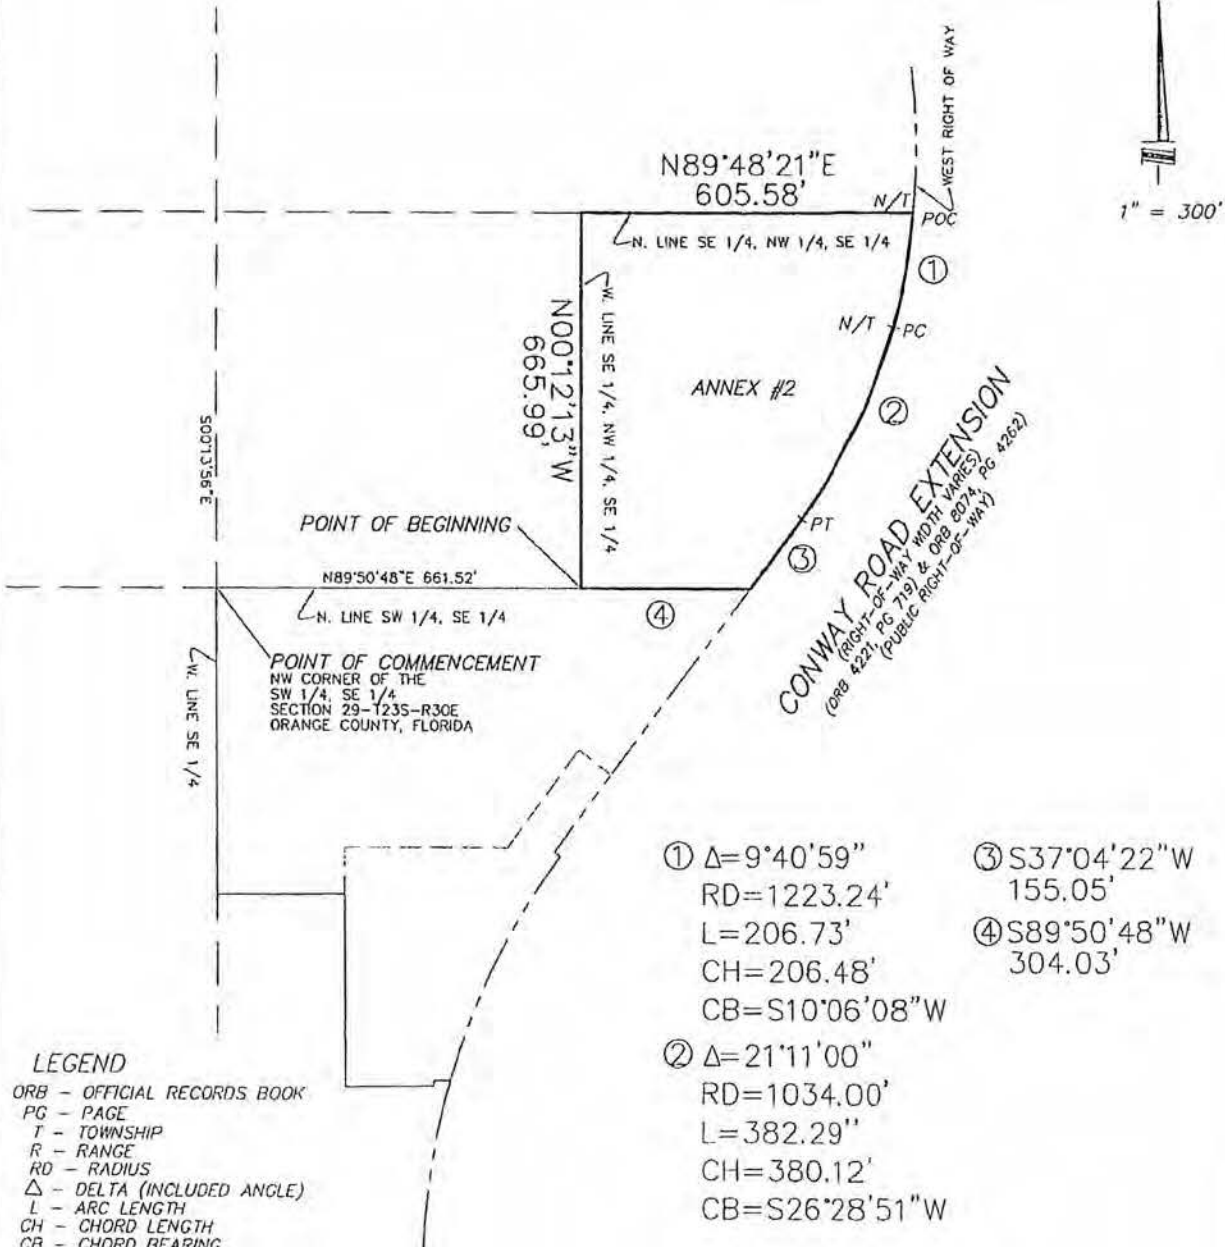 WEST RIGHT OF WAY
N89°48'21"E
605.58'
N/T
POC
1" = 300'
N. LINE SE 1/4, NW 1/4, SE 1/4
①
N00°12'13"W
665.99'
W. LINE SE 1/4, NW 1/4, SE 1/4
N/T
PC
ANNEX #2
②
S00°13'56"E
CONWAY ROAD EXTENSION
(RIGHT-OF-WAY WIDTH VARIES)
(ORB 4221, PG 719) & ORB 8074, PG 4262)
(PUBLIC RIGHT-OF-WAY)
POINT OF BEGINNING
PT
③
N89°50'48"E 661.52'
N. LINE SW 1/4, SE 1/4
④
POINT OF COMMENCEMENT
NW CORNER OF THE
SW 1/4, SE 1/4
SECTION 29-T23S-R30E
ORANGE COUNTY, FLORIDA
W. LINE SE 1/4
① Δ=9°40'59"
RD=1223.24'
L=206.73'
CH=206.48'
CB=S10°06'08"W
② Δ=21°11'00"
RD=1034.00'
L=382.29"
CH=380.12'
CB=S26°28'51"W
③ S37°04'22"W
155.05'
④ S89°50'48"W
304.03'
LEGEND
ORB - OFFICIAL RECORDS BOOK
PG - PAGE
T - TOWNSHIP
R - RANGE
RD - RADIUS
Δ - DELTA (INCLUDED ANGLE)
L - ARC LENGTH
CH - CHORD LENGTH
CB - CHORD BEARING